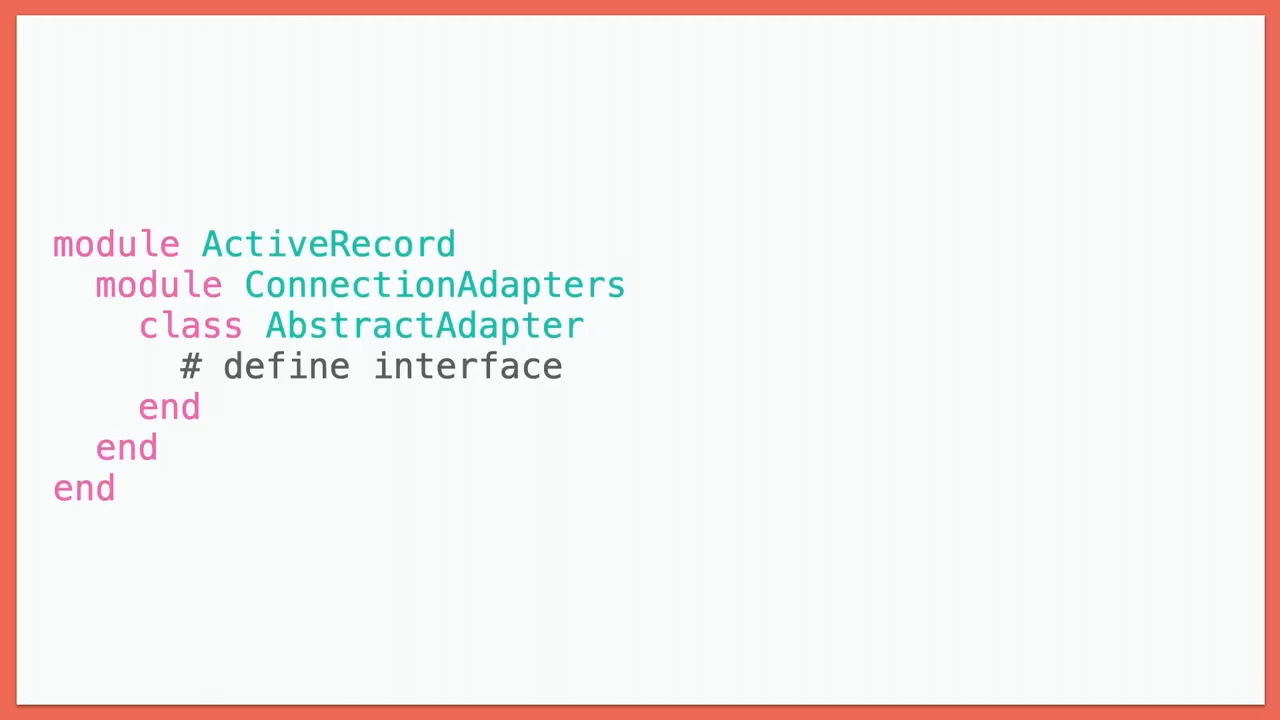 module ActiveRecord
  module ConnectionAdapters
    class AbstractAdapter
      # define interface
    end
  end
end